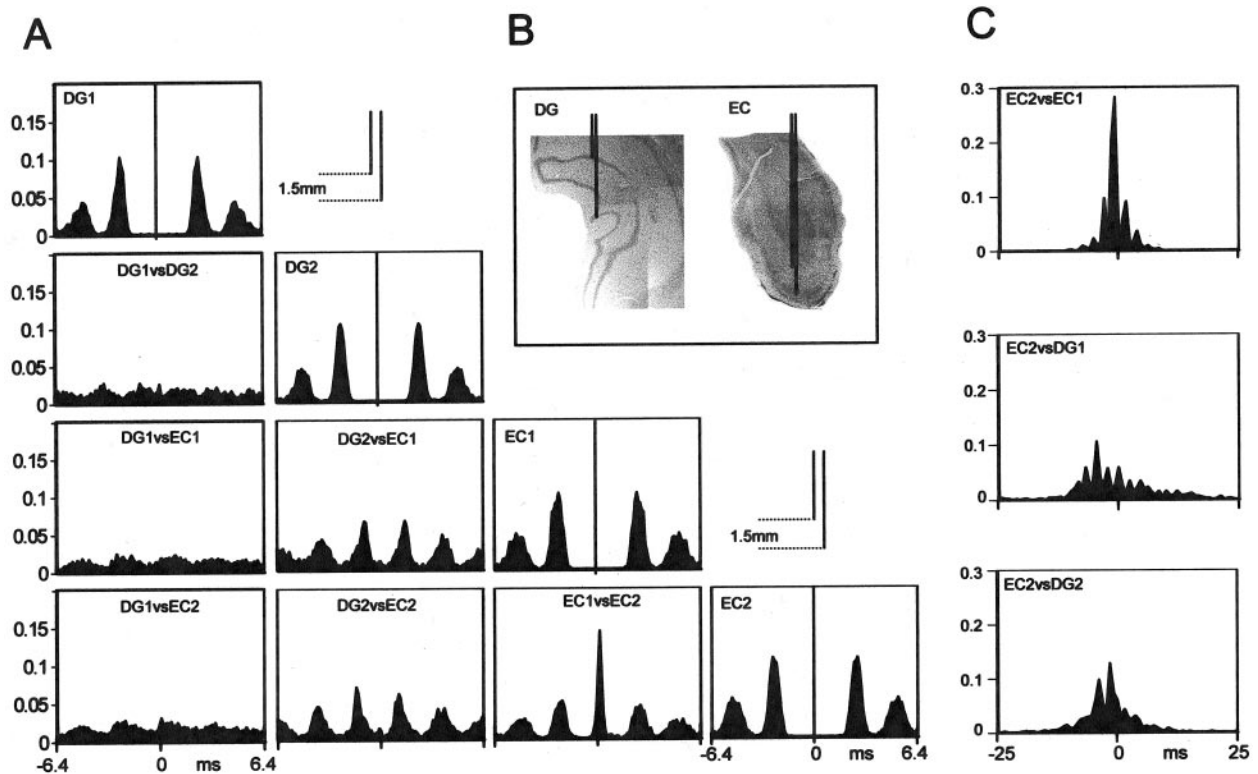 A
B
C
DG1
0.15
0.1
0.05
0
1.5mm
DG1vsDG2
0.15
0.1
0.05
0
DG2
DG1vsEC1
0.15
0.1
0.05
0
DG2vsEC1
EC1
1.5mm
DG1vsEC2
0.15
0.1
0.05
0
DG2vsEC2
EC1vsEC2
EC2
-6.4 0 ms 6.4
-6.4 0 ms 6.4
DG
EC
EC2vsEC1
0.3
0.2
0.1
0
EC2vsDG1
0.3
0.2
0.1
0
EC2vsDG2
0.3
0.2
0.1
0
-25 0 ms 25